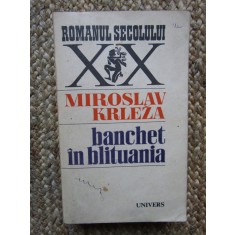 ROMANUL SECOLULUI
XX
MIROSLAV
KRLEŽA
banchet
în blituania
UNIVERS